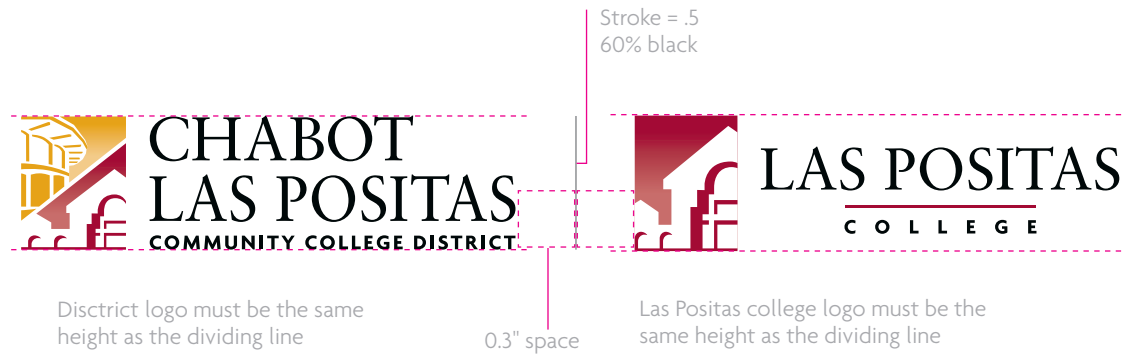 Stroke = .5
60% black
CHABOT
LAS POSITAS
COMMUNITY COLLEGE DISTRICT
LAS POSITAS
COLLEGE
Disctrict logo must be the same
height as the dividing line
0.3" space
Las Positas college logo must be the
same height as the dividing line